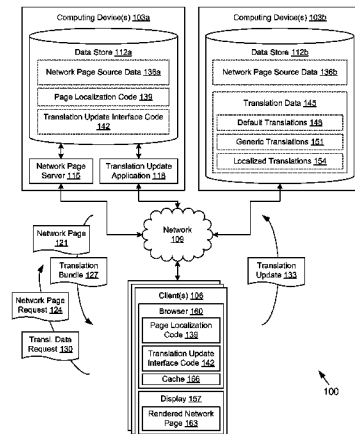 Computing Device(s) 103a
Data Store 112a
Network Page Source Data 136a
Page Localization Code 139
Translation Update Interface Code
142
Network Page
Server 115
Translation Update
Application 118
Computing Device(s) 103b
Data Store 112b
Network Page Source Data 136b
Translation Data 145
Default Translations 148
Generic Translations 151
Localized Translations 154
Network
109
Network Page
121
Translation
Bundle 127
Network Page
Request 124
Transl. Data
Request 130
Translation
Update 133
Client(s) 106
Browser 160
Page Localization
Code 139
Translation Update
Interface Code 142
Cache 166
Display 157
Rendered Network
Page 163
100